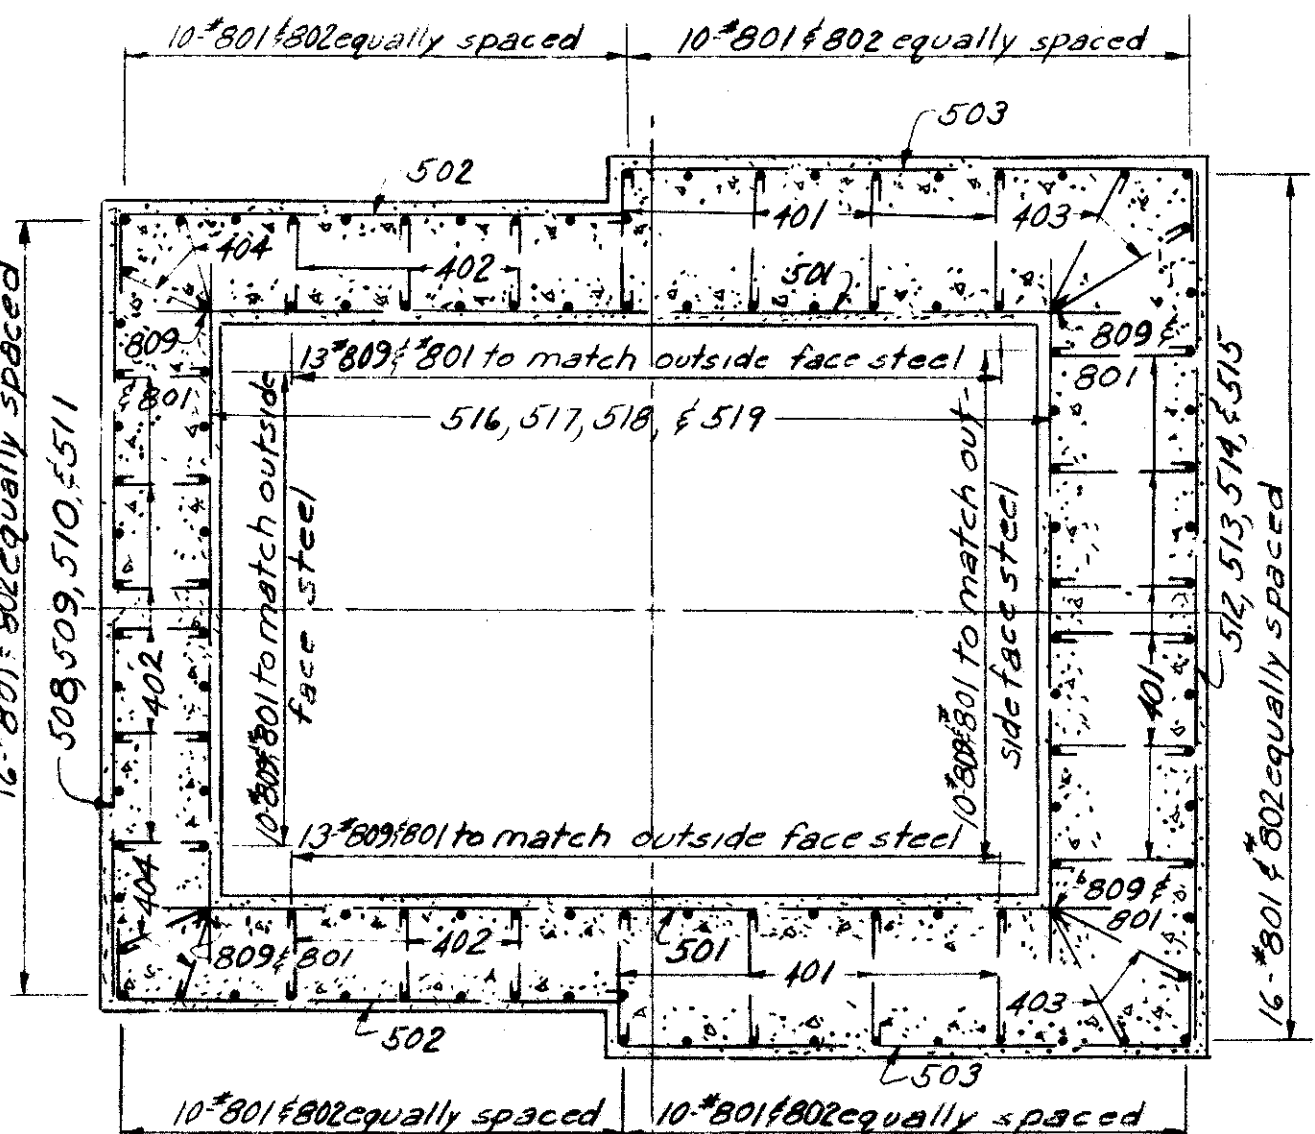 10-#801 & 802 equally spaced
10-#801 & 802 equally spaced
503
502
401
403
404
402
501
809
& 801
809 &
801
13-#809 & #801 to match outside face steel
516, 517, 518, & 519
16-#801 & 802 equally spaced
508, 509, 510, & 511
10-#809 & #801 to match outside
face steel
10-#809 & #801 to match out-
side face steel
512, 513, 514, & 515
16-#801 & #802 equally spaced
402
401
13-#809 & 801 to match outside face steel
404
809 & 801
402
501
401
809 &
801
403
502
503
10-#801 & 802 equally spaced
10-#801 & 802 equally spaced